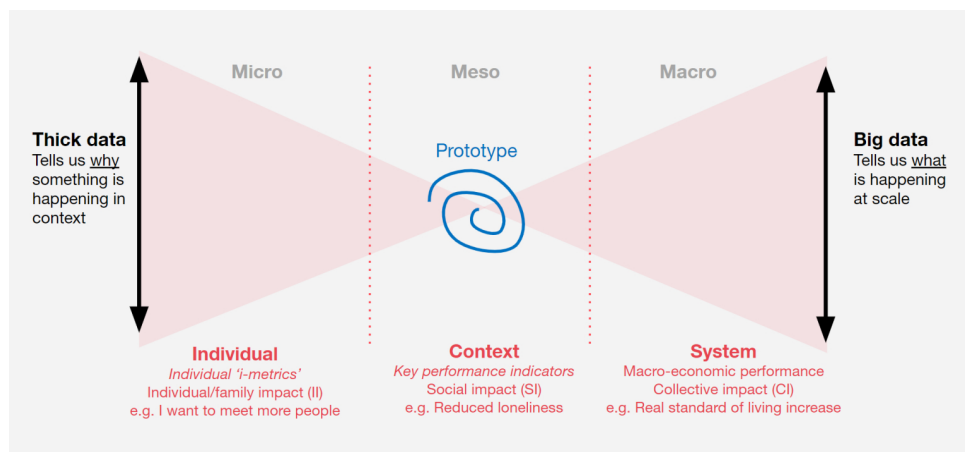 Micro
Meso
Macro
Thick data
Tells us why
something is
happening in
context
Prototype
Big data
Tells us what
is happening
at scale
Individual
Individual ‘i-metrics’
Individual/family impact (II)
e.g. I want to meet more people
Context
Key performance indicators
Social impact (SI)
e.g. Reduced loneliness
System
Macro-economic performance
Collective impact (CI)
e.g. Real standard of living increase